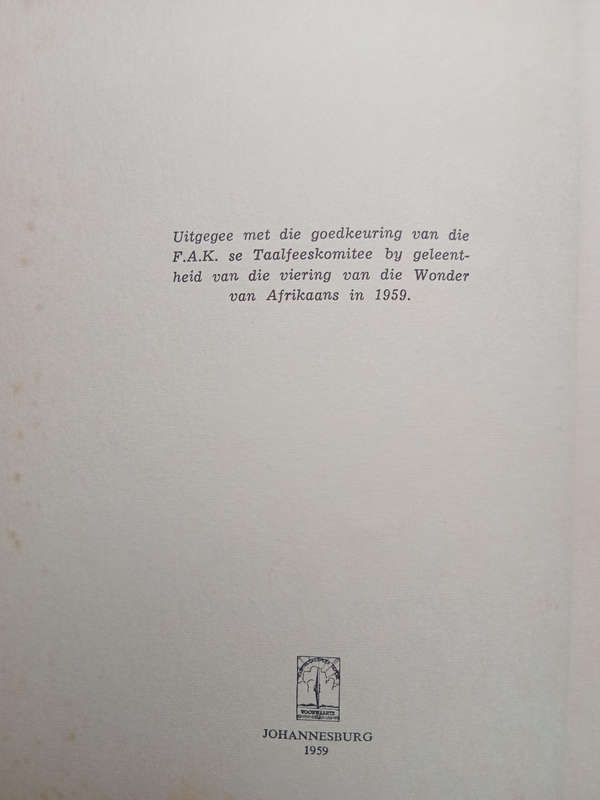 Uitgegee met die goedkeuring van die
F.A.K. se Taalfeeskomitee by geleent-
heid van die viering van die Wonder
van Afrikaans in 1959.
VOORWAARTS
JOHANNESBURG
1959